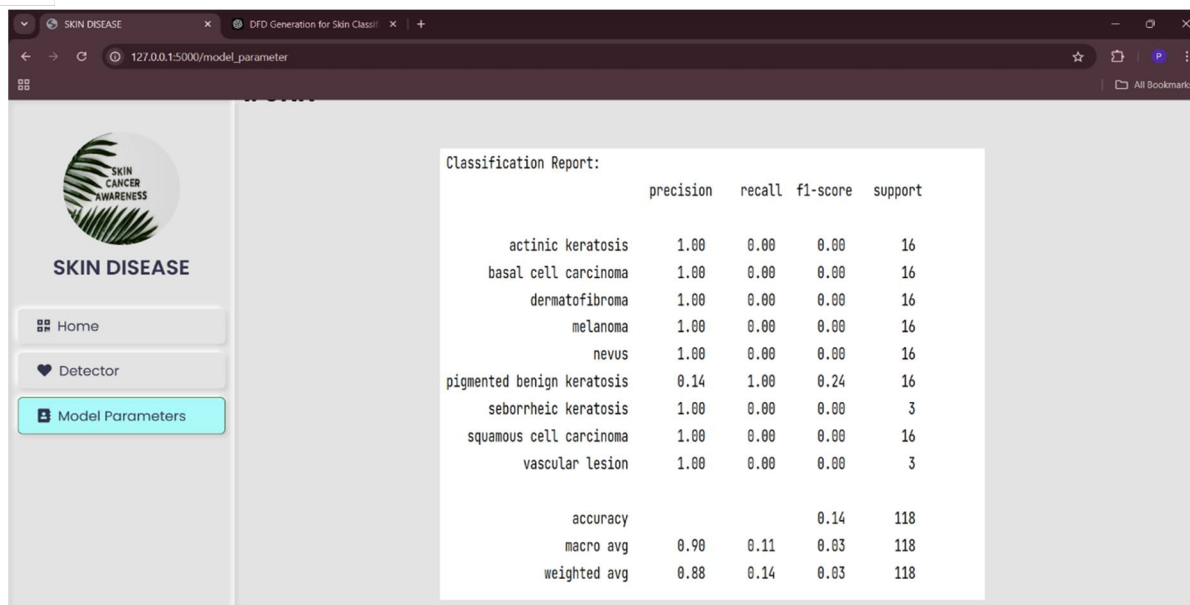 SKIN DISEASE
DFD Generation for Skin Classif
127.0.0.1:5000/model_parameter
P
All Bookmarks
SKIN
CANCER
AWARENESS
SKIN DISEASE
Home
Detector
Model Parameters
Classification Report:
precision recall f1-score support
actinic keratosis 1.00 0.00 0.00 16
basal cell carcinoma 1.00 0.00 0.00 16
dermatofibroma 1.00 0.00 0.00 16
melanoma 1.00 0.00 0.00 16
nevus 1.00 0.00 0.00 16
pigmented benign keratosis 0.14 1.00 0.24 16
seborrheic keratosis 1.00 0.00 0.00 3
squamous cell carcinoma 1.00 0.00 0.00 16
vascular lesion 1.00 0.00 0.00 3
accuracy 0.14 118
macro avg 0.90 0.11 0.03 118
weighted avg 0.88 0.14 0.03 118